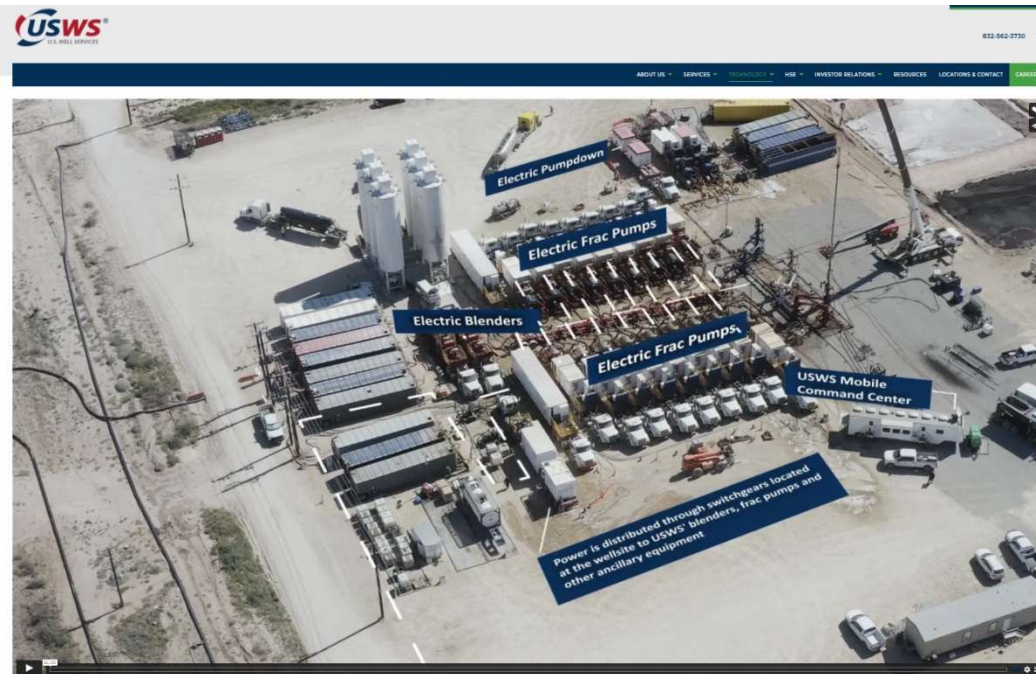 USWS®
U.S. WELL SERVICES
832-562-3730
ABOUT US SERVICES TECHNOLOGY HSE INVESTOR RELATIONS RESOURCES LOCATIONS & CONTACT CAREE
Electric Pumpdown
Electric Frac Pumps
Electric Blenders
Electric Frac Pumps
USWS Mobile
Command Center
Power is distributed through switchgears located
at the wellsite to USWS' blenders, frac pumps and
other ancillary equipment